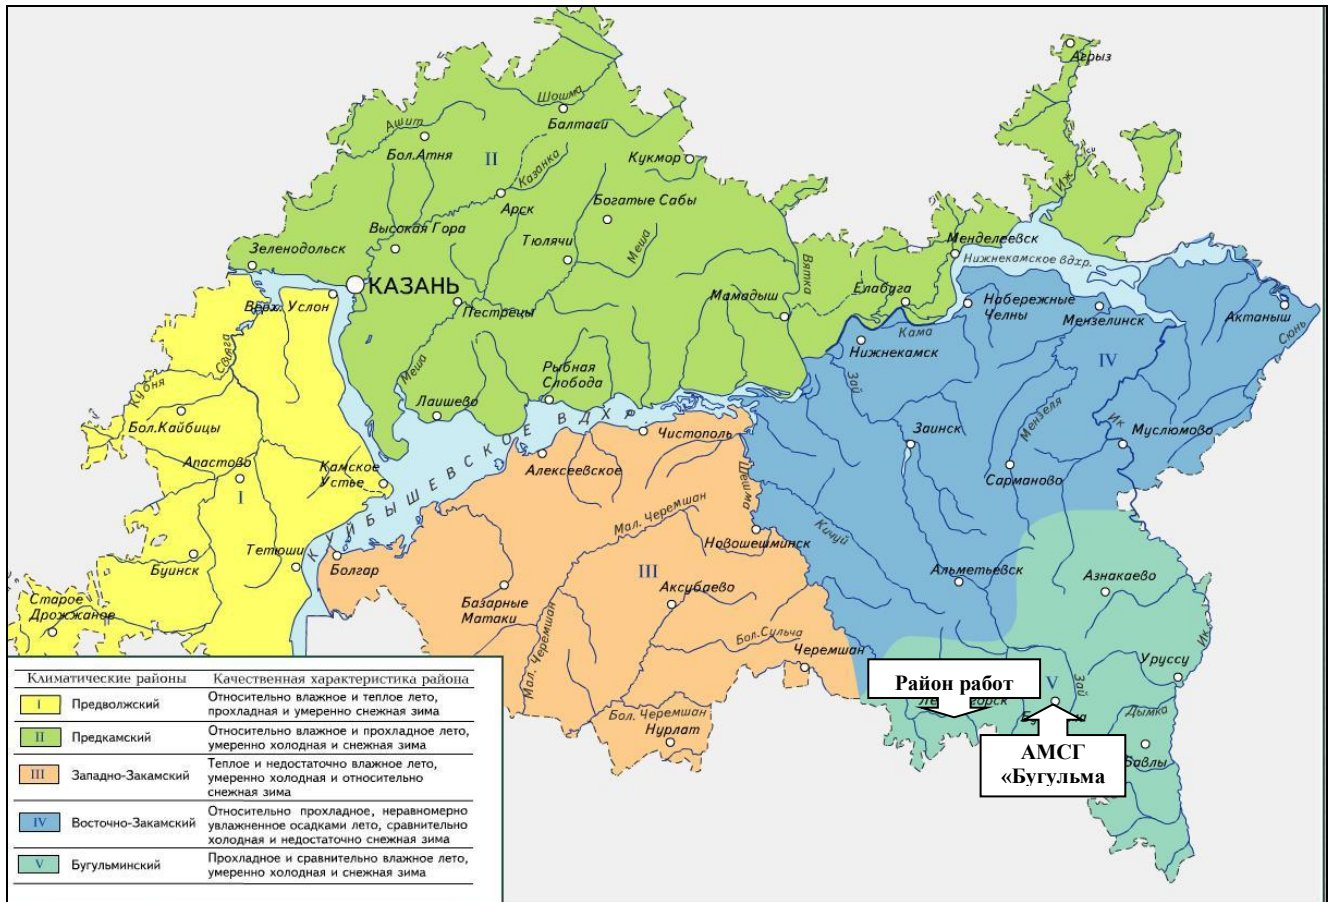 Агрыз
Шошма
Балтаси
Ашит
Бол.Атня
II
Кукмор
Казанка
Арск
Богатые Сабы
Иж
Высокая Гора
Тюлячи
Меша
Вятка
Менделеевск
Зеленодольск
Нижнекамское вдхр.
КАЗАНЬ
Верх. Услон
Пестрецы
Мамадыш
Елабуга
Набережные
Челны
Мензелинск
Актаныш
Сюнь
Кама
Нижнекамск
IV
Свияга
Кубня
Меша
Рыбная
Слобода
Зай
Лаишево
Мензеля
Ик
Бол.Кайбицы
КУЙБЫШЕВСКОЕ ВДХР
Чистополь
Заинск
Муслюмово
Апастово
Камское
Устье
Алексеевское
Шешма
Сарманово
I
Мал. Черемшан
Кичуй
Новошешминск
Тетюши
Болгар
Буинск
III
Альметьевск
Азнакаево
Старое
Дрожжаное
Базарные
Матаки
Аксубаево
Бол.Сульча
Черемшан
Ик
Уруссу
Мал. Черемшан
Район работ
V
Зай
Дымка
Бол. Черемшан
Нурлат
АМСГ
«Бугульма
Бавлы
Климатические районы Качественная характеристика района
I Предволжский Относительно влажное и теплое лето,
прохладная и умеренно снежная зима
II Предкамский Относительно влажное и прохладное лето,
умеренно холодная и снежная зима
III Западно-Закамский Теплое и недостаточно влажное лето,
умеренно холодная и относительно
снежная зима
IV Восточно-Закамский Относительно прохладное, неравномерно
увлажненное осадками лето, сравнительно
холодная и недостаточно снежная зима
V Бугульминский Прохладное и сравнительно влажное лето,
умеренно холодная и снежная зима